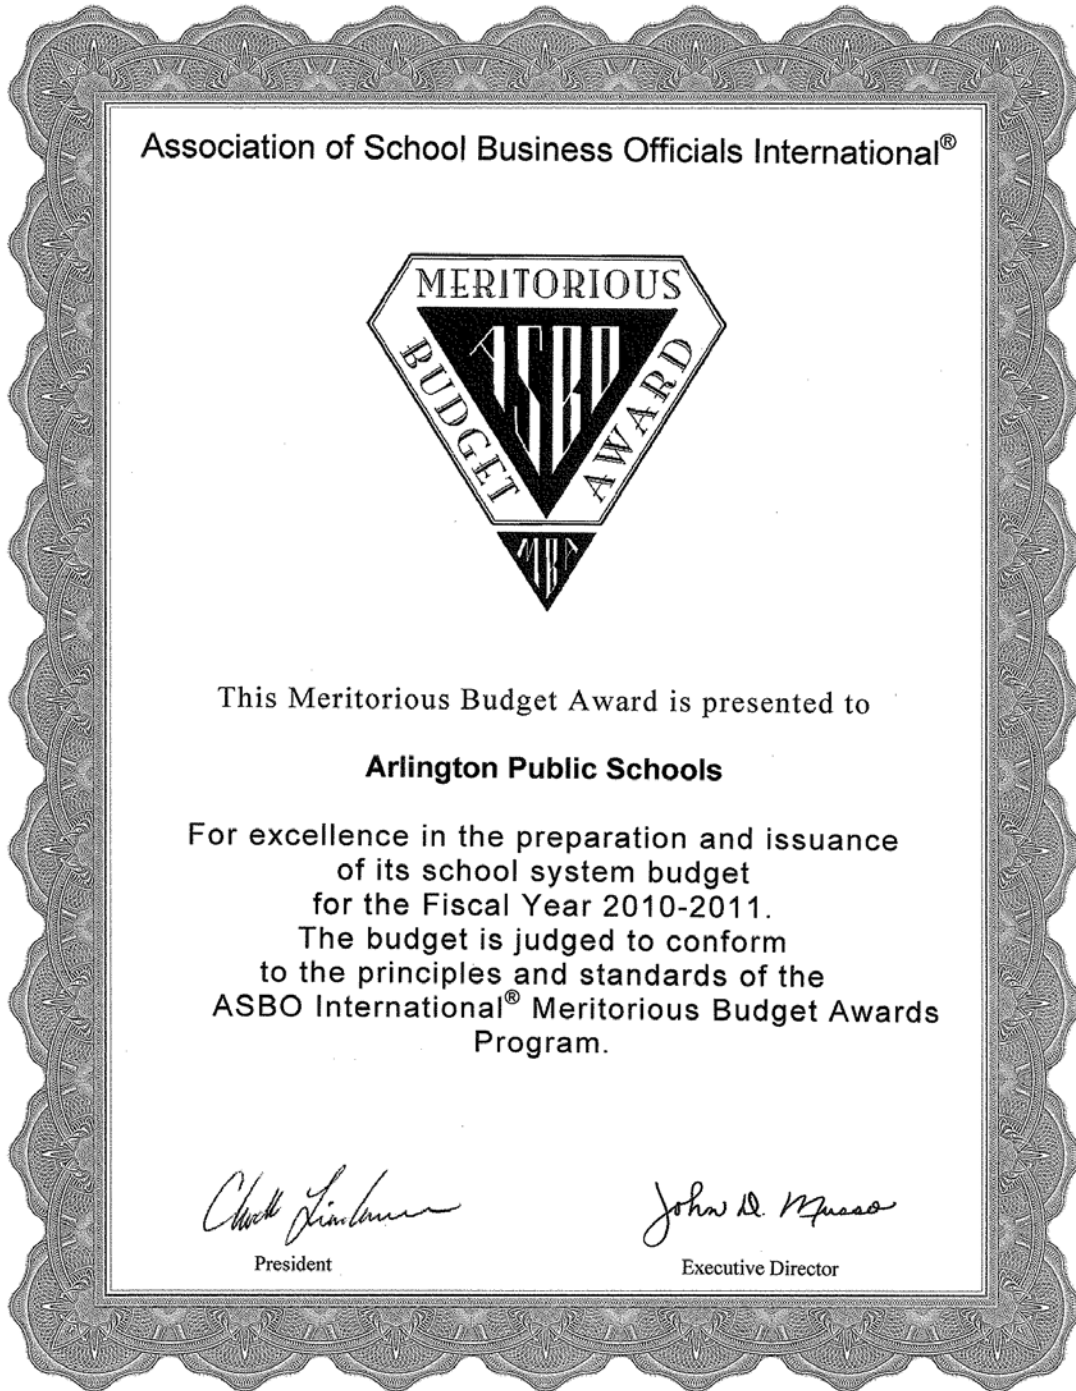 Association of School Business Officials International®
MERITORIOUS
BUDGET
AWARD
ASBO
MBA
This Meritorious Budget Award is presented to
Arlington Public Schools
For excellence in the preparation and issuance
of its school system budget
for the Fiscal Year 2010-2011.
The budget is judged to conform
to the principles and standards of the
ASBO International® Meritorious Budget Awards
Program.
John D. Musso
President
Executive Director